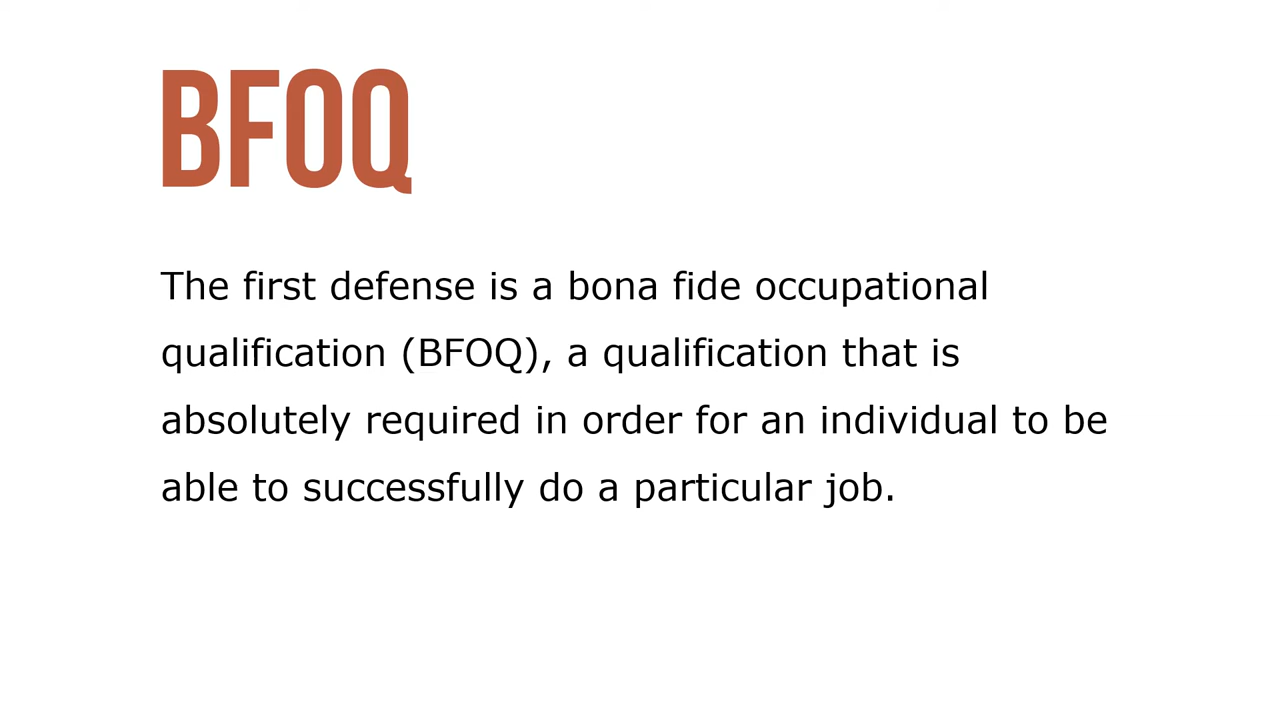 BFOQ
The first defense is a bona fide occupational
qualification (BFOQ), a qualification that is
absolutely required in order for an individual to be
able to successfully do a particular job.